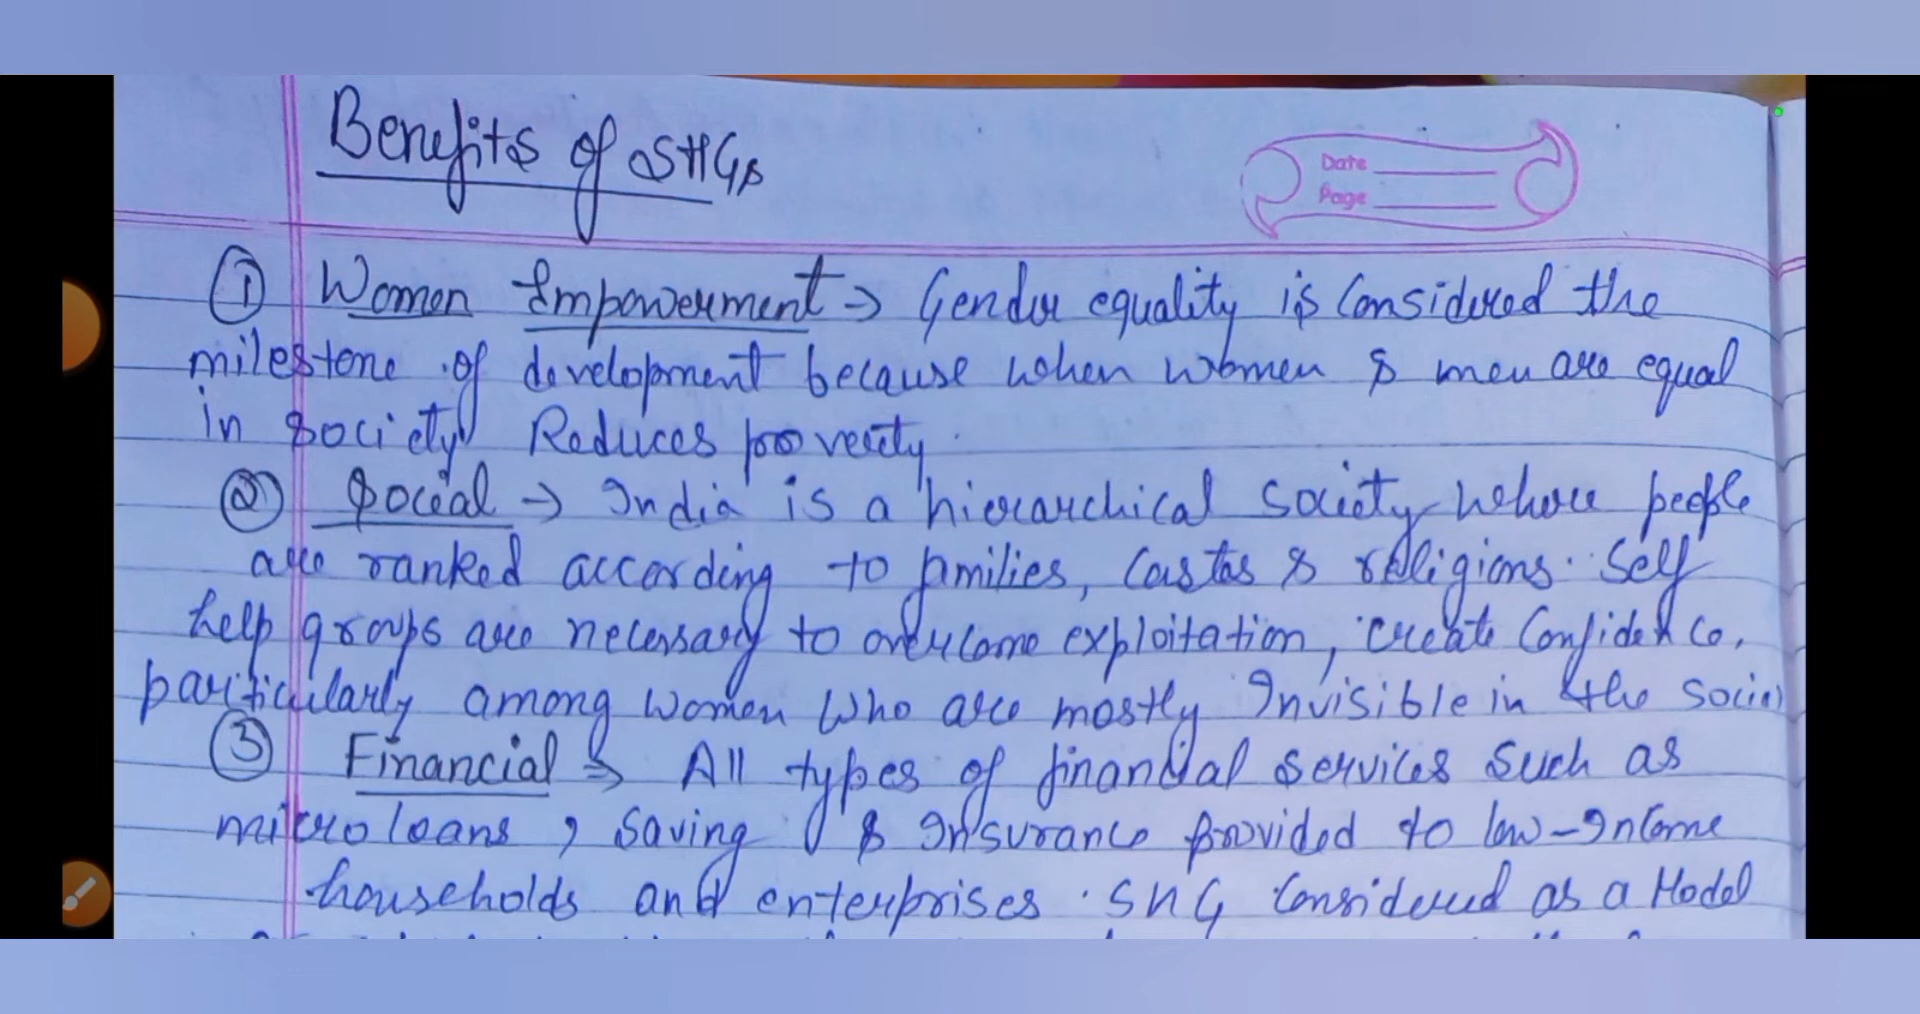 Benefits of SHGs
Date
Page
① Women Empowerment → Gender equality is Considered the
milestone of development because when women & men are equal
in society Reduces poverty.
② Social → India is a hierarchical society where people
are ranked according to families, Castes & religions. Self
help groups are necessary to overcome exploitation, create Confidence,
particularly among women who are mostly Invisible in the social
③ Financial → All types of financial services such as
micro loans, saving & Insurance provided to low-Income
households and enterprises. SHG Considered as a Model